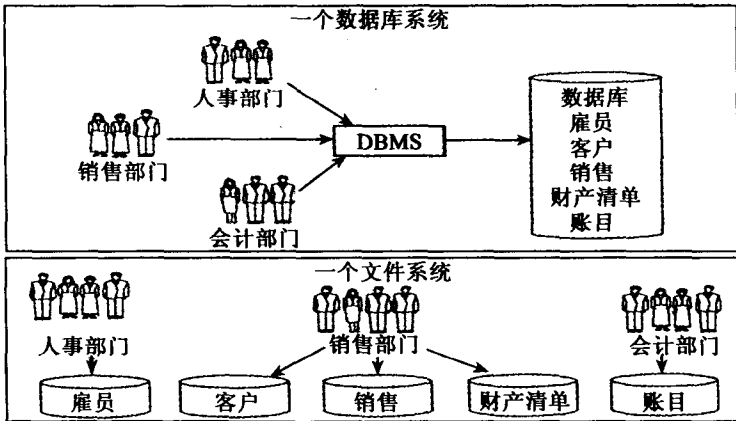 一个数据库系统
人事部门
销售部门
会计部门
DBMS
数据库
雇员
客户
销售
财产清单
账目
一个文件系统
人事部门
销售部门
会计部门
雇员
客户
销售
财产清单
账目